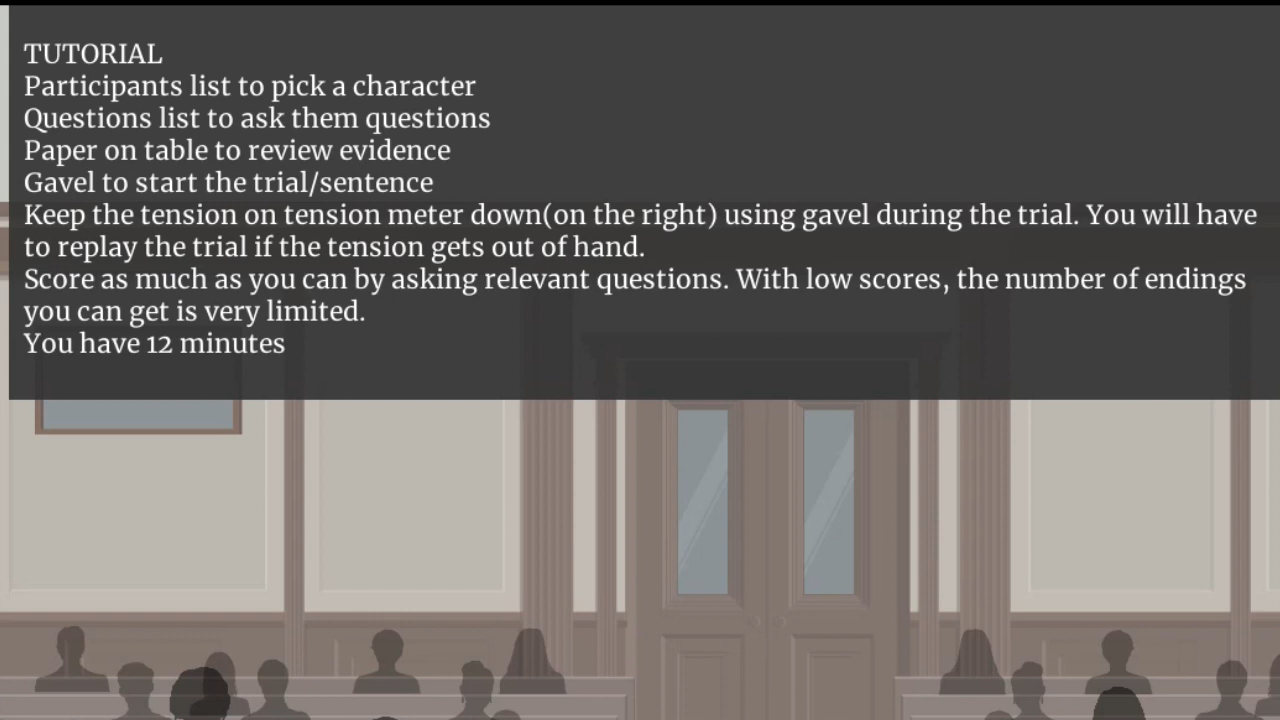 TUTORIAL
Participants list to pick a character
Questions list to ask them questions
Paper on table to review evidence
Gavel to start the trial/sentence
Keep the tension on tension meter down(on the right) using gavel during the trial. You will have
to replay the trial if the tension gets out of hand.
Score as much as you can by asking relevant questions. With low scores, the number of endings
you can get is very limited.
You have 12 minutes